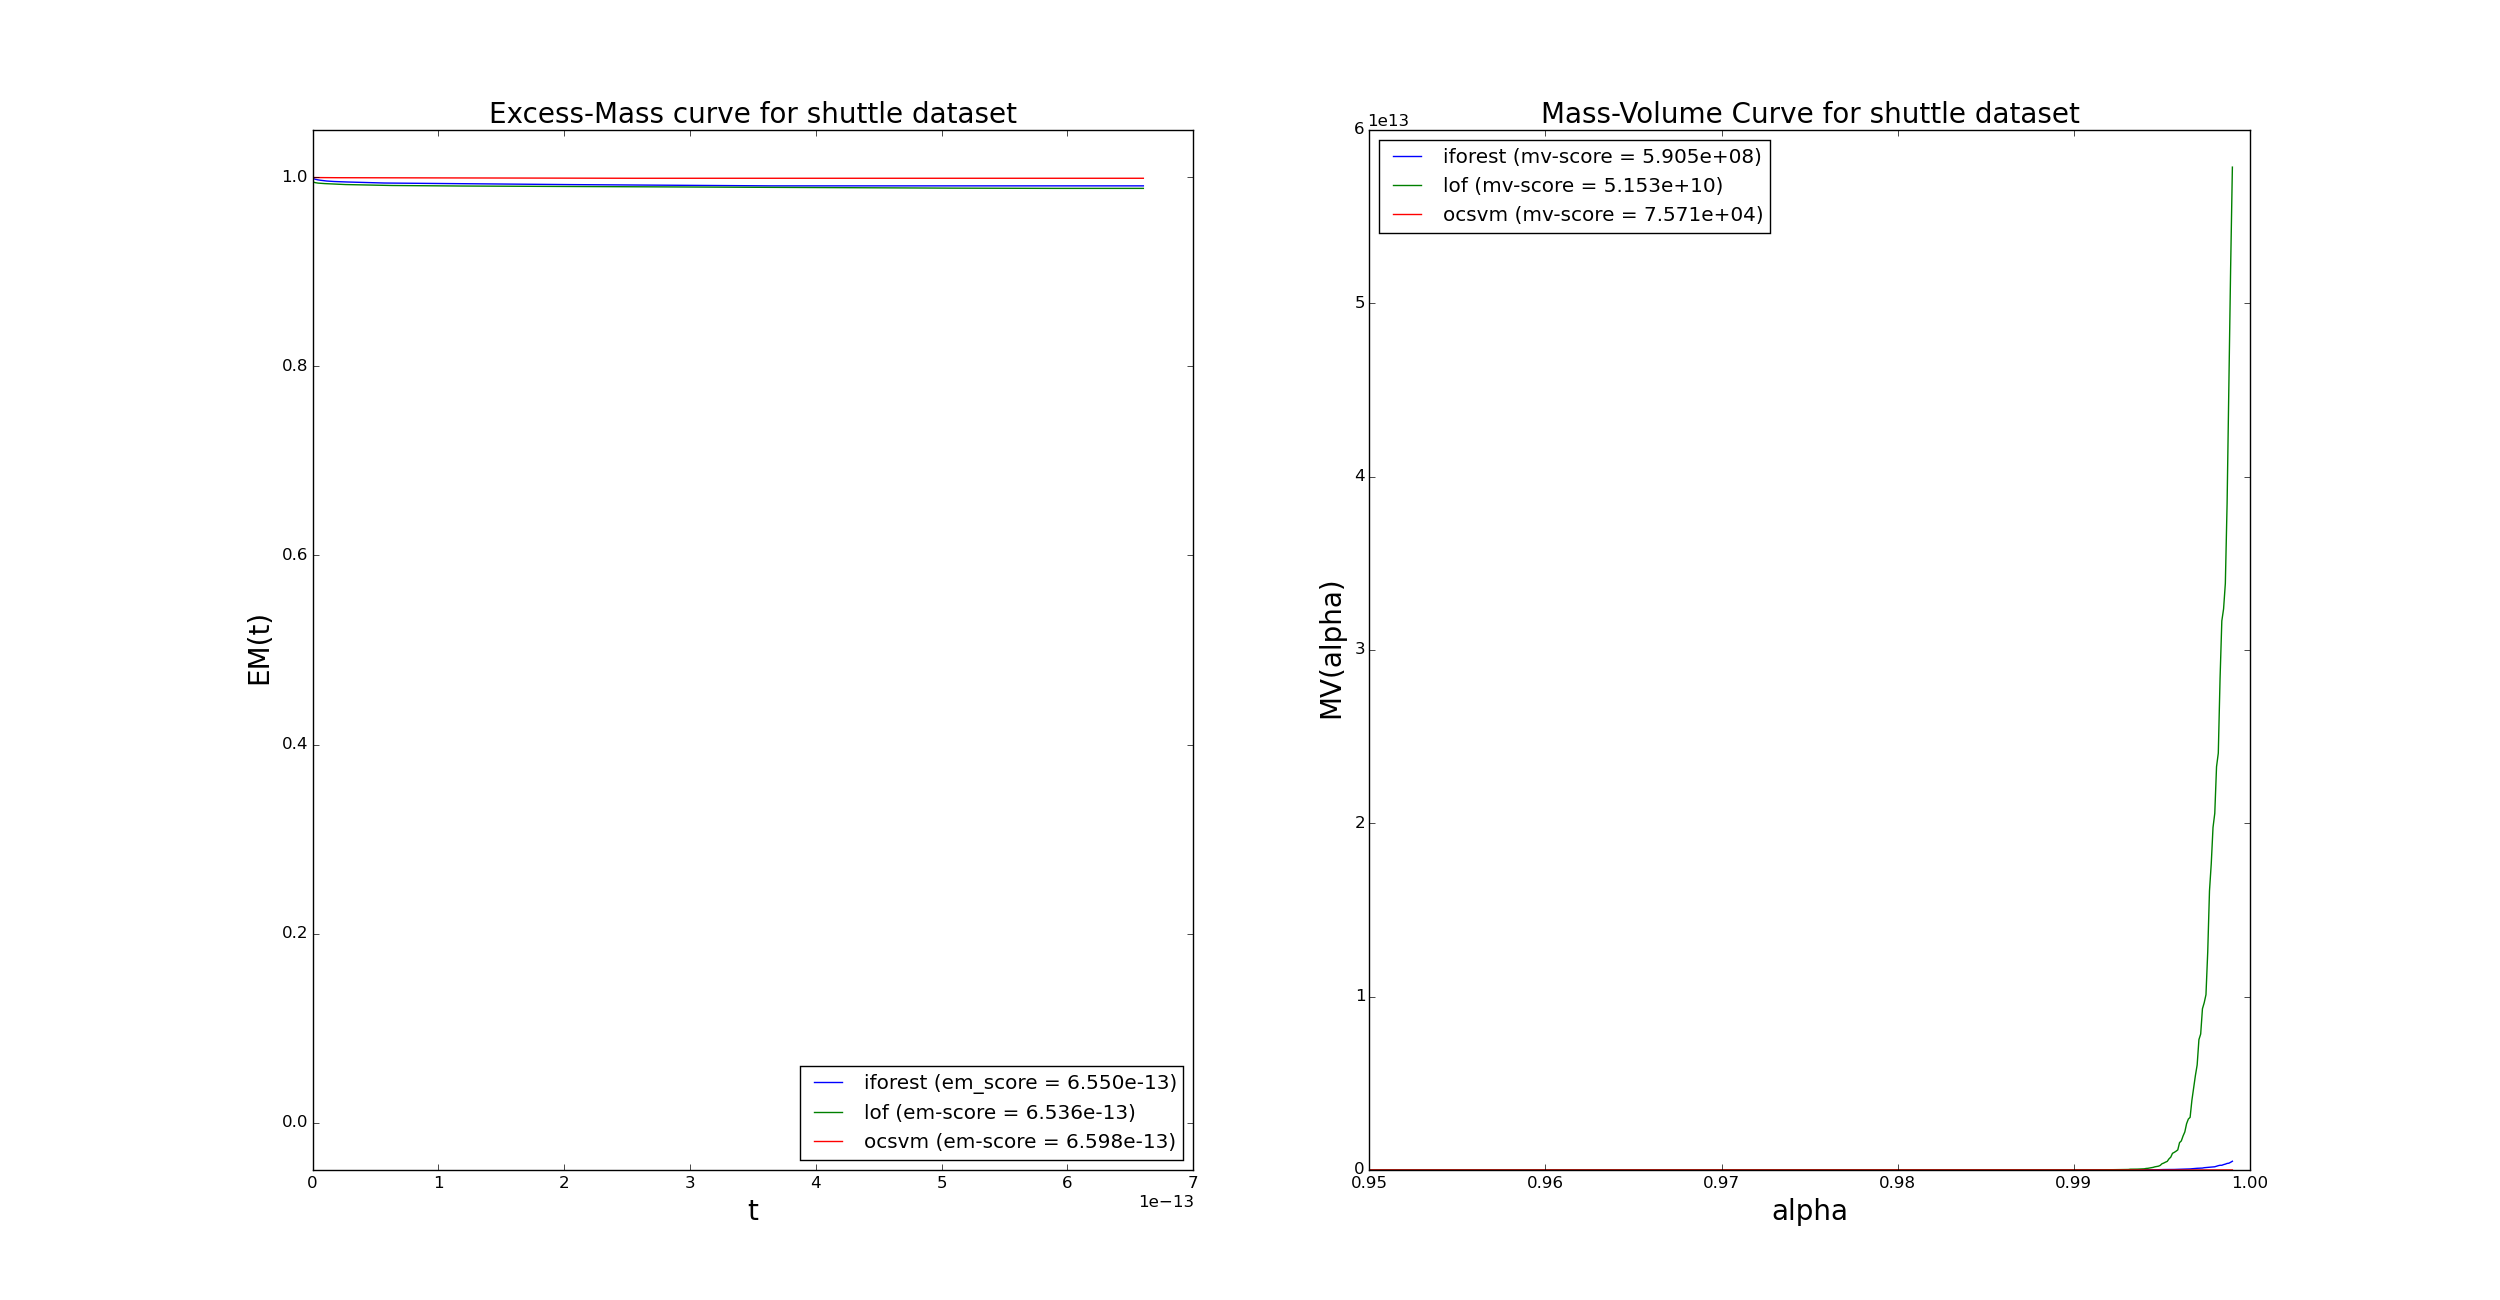 Excess-Mass curve for shuttle dataset
1.0
0.8
0.6
0.4
0.2
0.0
EM(t)
iforest (em_score = 6.550e-13)
lof (em-score = 6.536e-13)
ocsvm (em-score = 6.598e-13)
0 1 2 3 4 5 6 7
1e−13
t
Mass-Volume Curve for shuttle dataset
1e13
6
5
4
3
2
1
0
MV(alpha)
iforest (mv-score = 5.905e+08)
lof (mv-score = 5.153e+10)
ocsvm (mv-score = 7.571e+04)
0.95 0.96 0.97 0.98 0.99 1.00
alpha